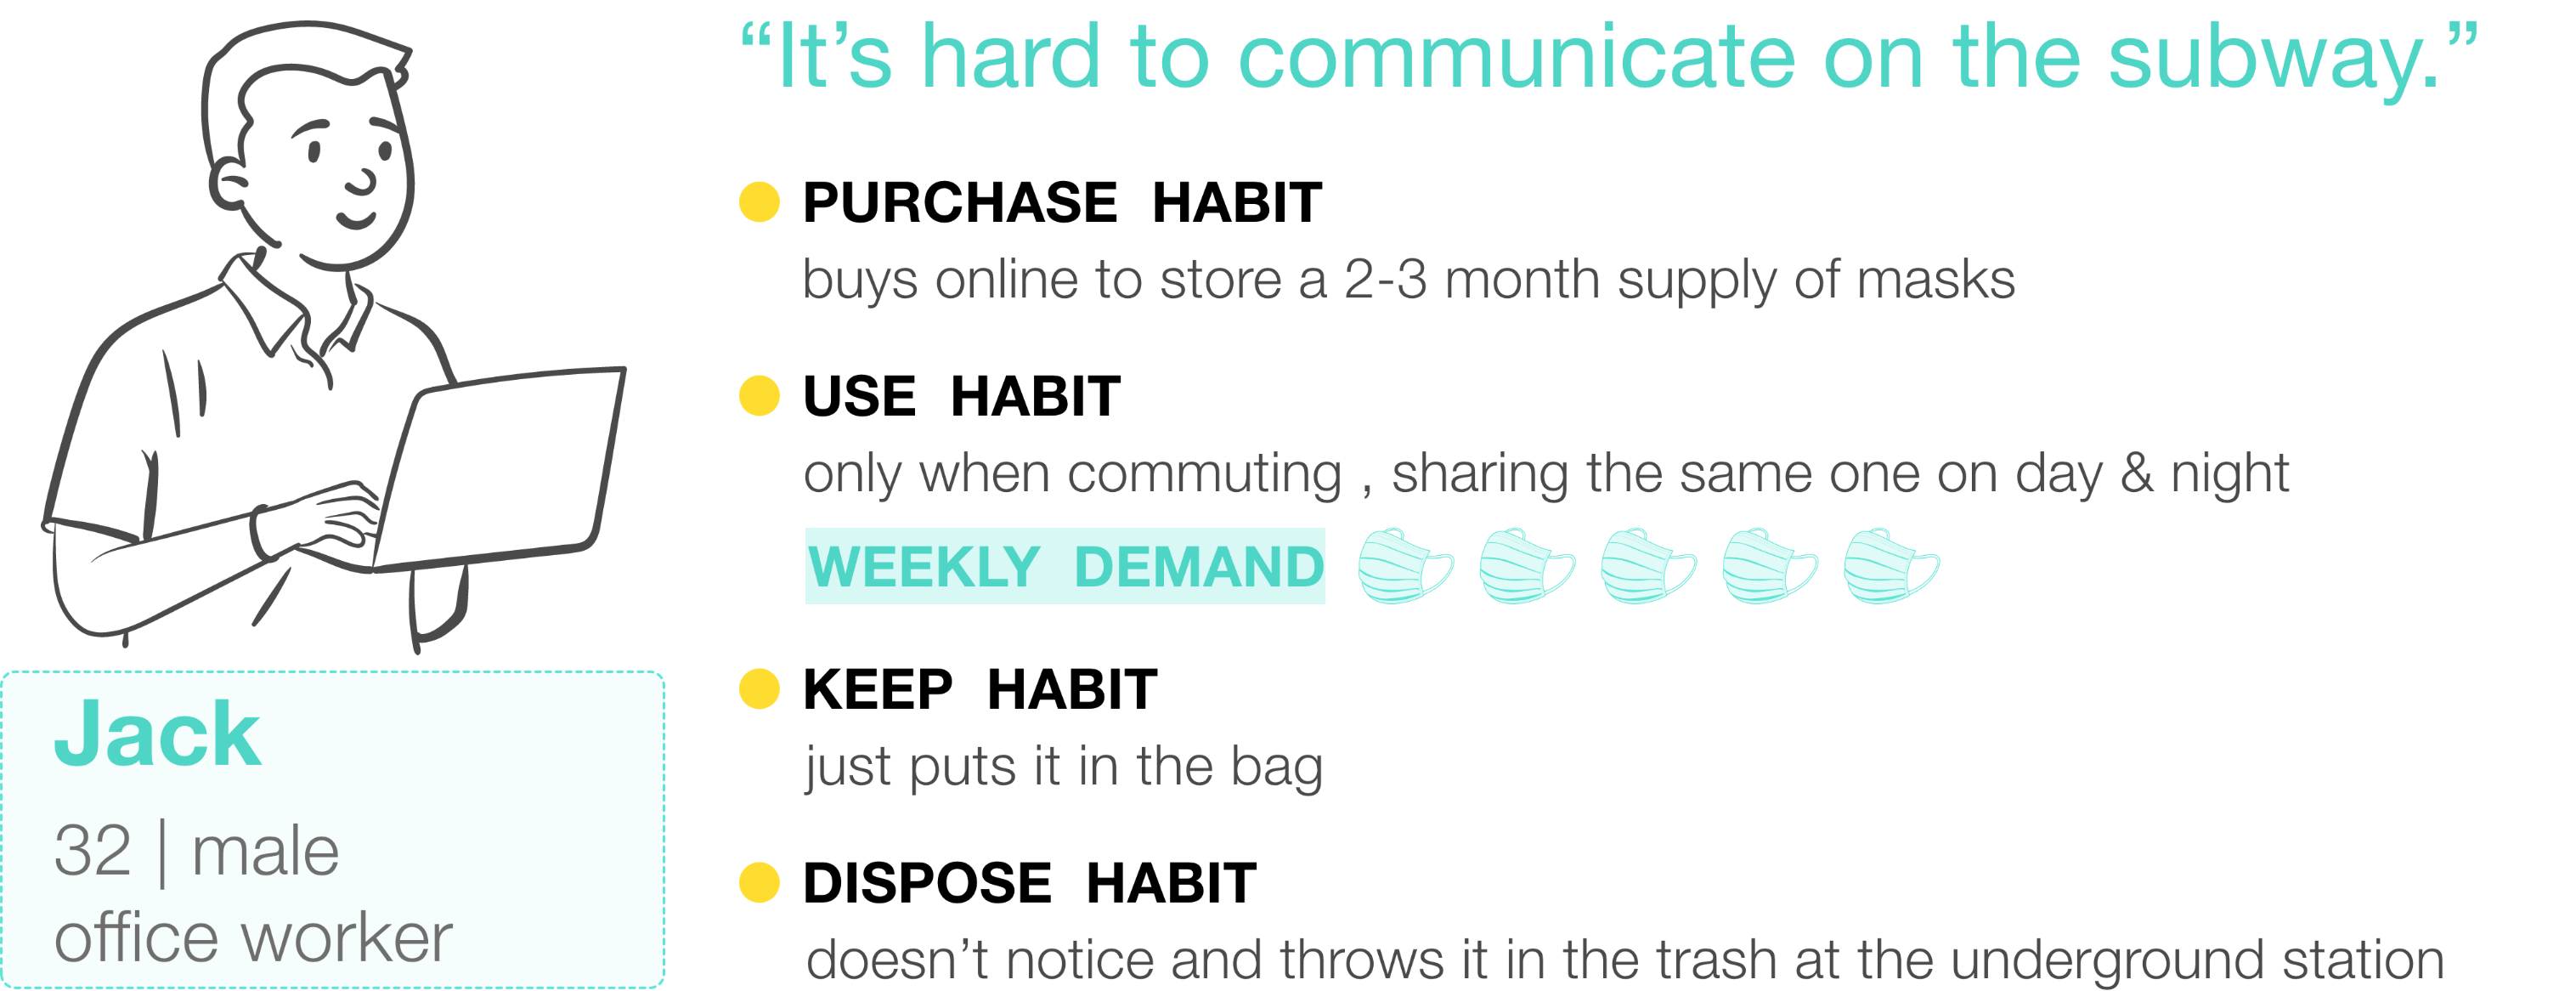 “It’s hard to communicate on the subway.”
PURCHASE HABIT
buys online to store a 2-3 month supply of masks
USE HABIT
only when commuting , sharing the same one on day & night
WEEKLY DEMAND
KEEP HABIT
just puts it in the bag
DISPOSE HABIT
doesn’t notice and throws it in the trash at the underground station
Jack
32 | male
office worker